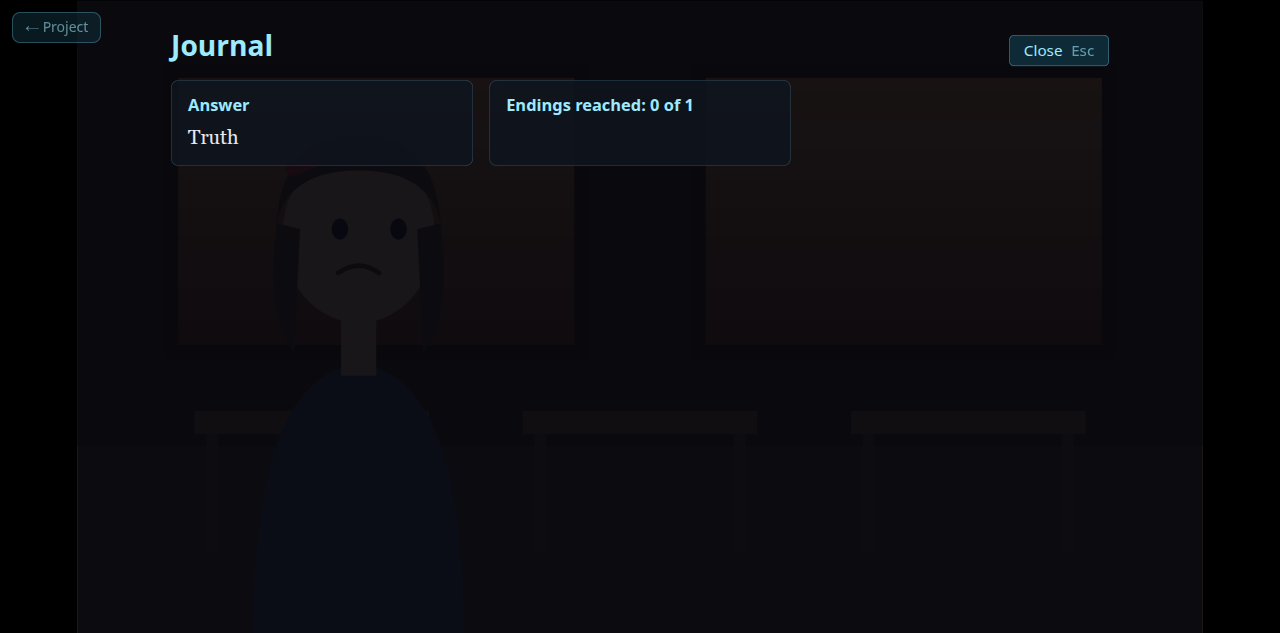 ← Project
Journal
Close Esc
Answer
Truth
Endings reached: 0 of 1